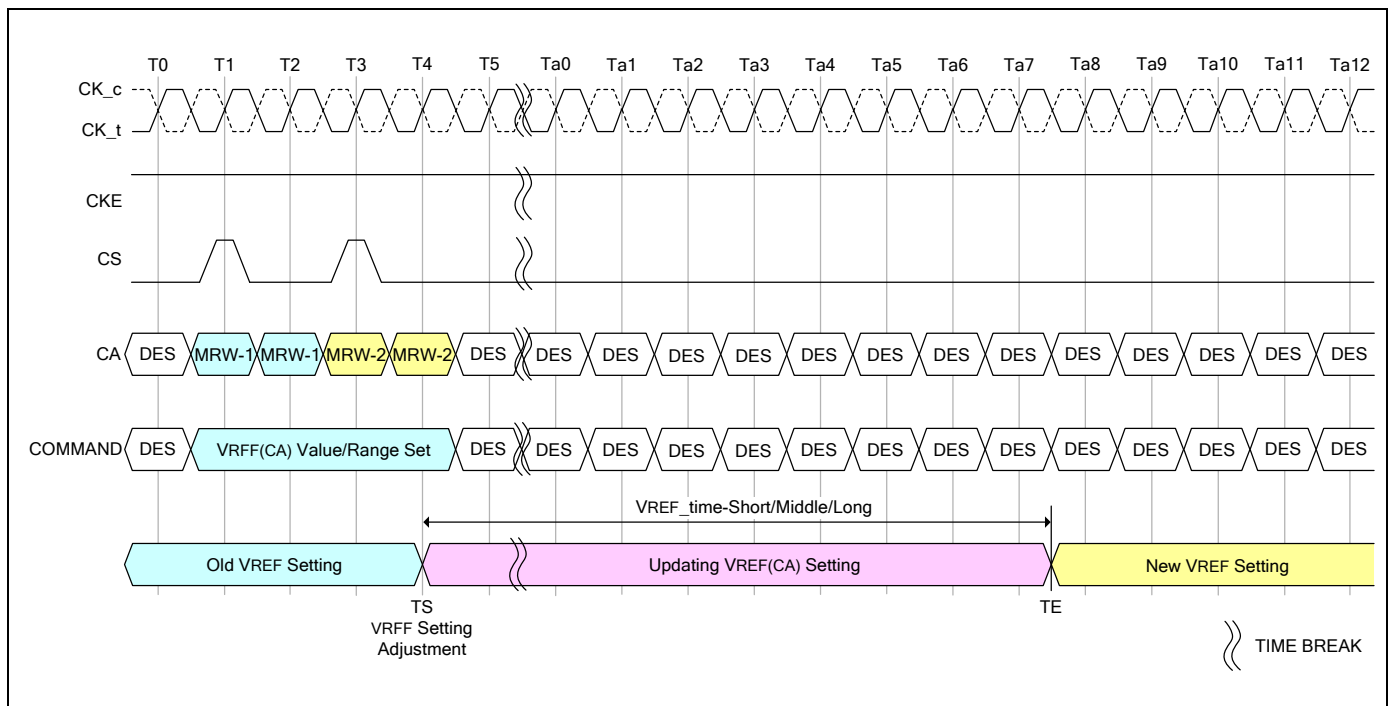 T0 T1 T2 T3 T4 T5 Ta0 Ta1 Ta2 Ta3 Ta4 Ta5 Ta6 Ta7 Ta8 Ta9 Ta10 Ta11 Ta12
CK_c
CK_t
CKE
CS
CA DES MRW-1 MRW-1 MRW-2 MRW-2 DES DES DES DES DES DES DES DES DES DES DES DES DES DES
COMMAND DES VRFF(CA) Value/Range Set DES DES DES DES DES DES DES DES DES DES DES DES DES DES
VREF_time-Short/Middle/Long
Old VREF Setting Updating VREF(CA) Setting New VREF Setting
TS TE
VRFF Setting
Adjustment
TIME BREAK